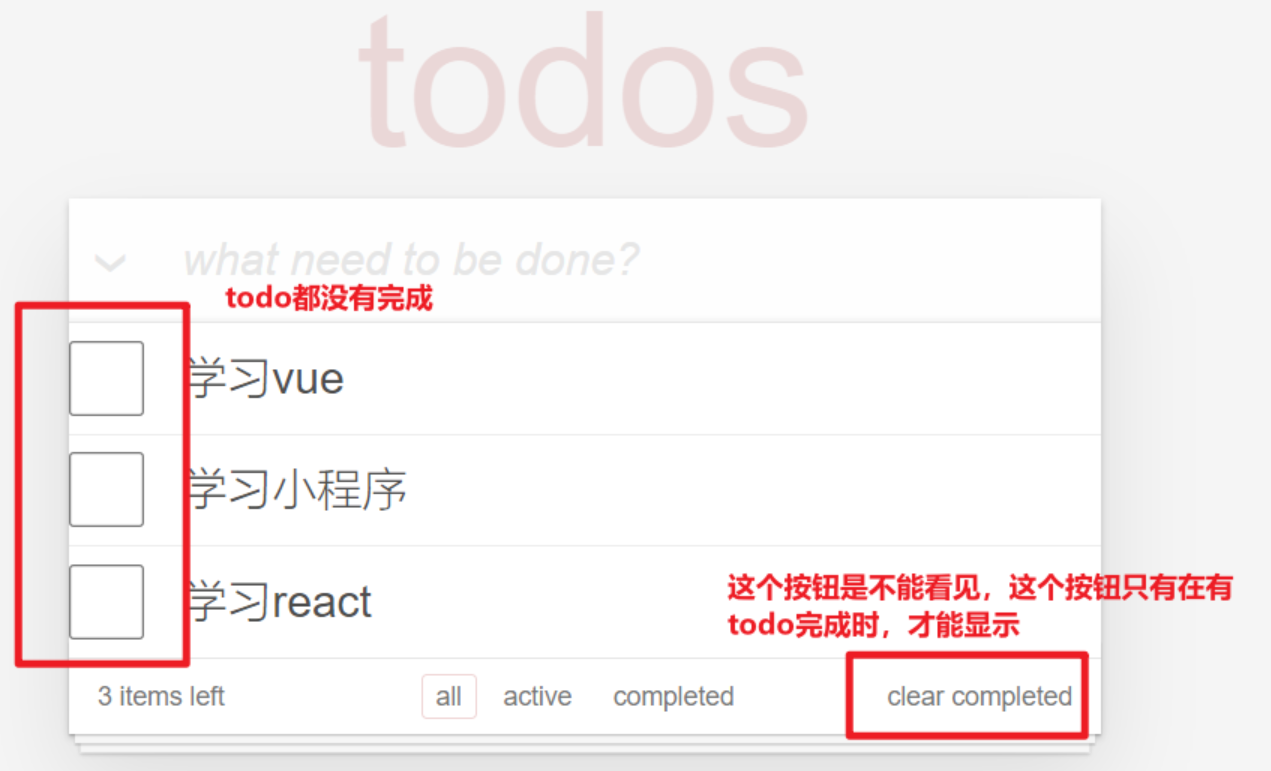 todos
what need to be done?
todo都没有完成
学习vue
学习小程序
学习react
这个按钮是不能看见，这个按钮只有在有
todo完成时，才能显示
3 items left
all
active
completed
clear completed